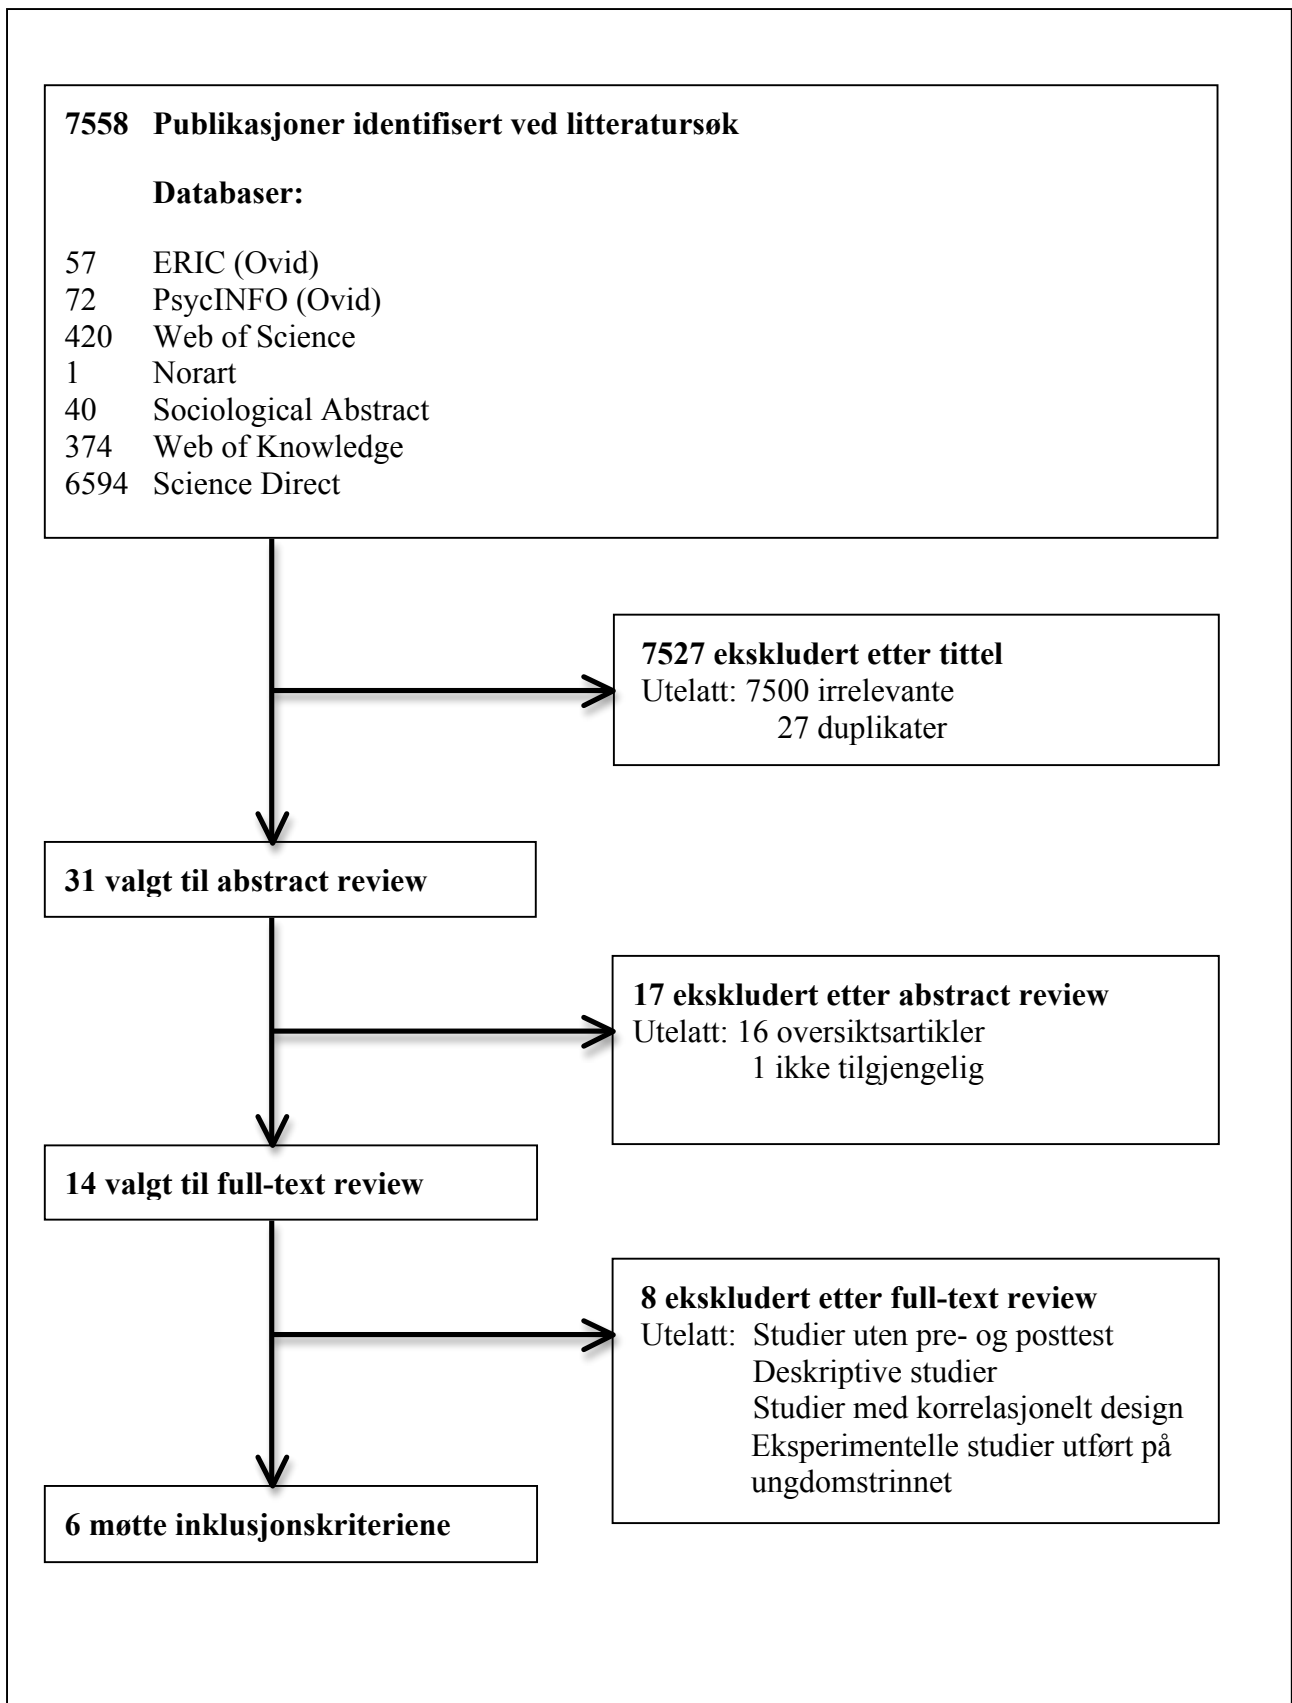 7558 Publikasjoner identifisert ved litteratursøk
Databaser:
57 ERIC (Ovid)
72 PsycINFO (Ovid)
420 Web of Science
1 Norart
40 Sociological Abstract
374 Web of Knowledge
6594 Science Direct
7527 ekskludert etter tittel
Utelatt: 7500 irrelevante
27 duplikater
31 valgt til abstract review
17 ekskludert etter abstract review
Utelatt: 16 oversiktsartikler
1 ikke tilgjengelig
14 valgt til full-text review
8 ekskludert etter full-text review
Utelatt: Studier uten pre- og posttest
Deskriptive studier
Studier med korrelasjonelt design
Eksperimentelle studier utført på
ungdomstrinnet
6 møtte inklusjonskriteriene